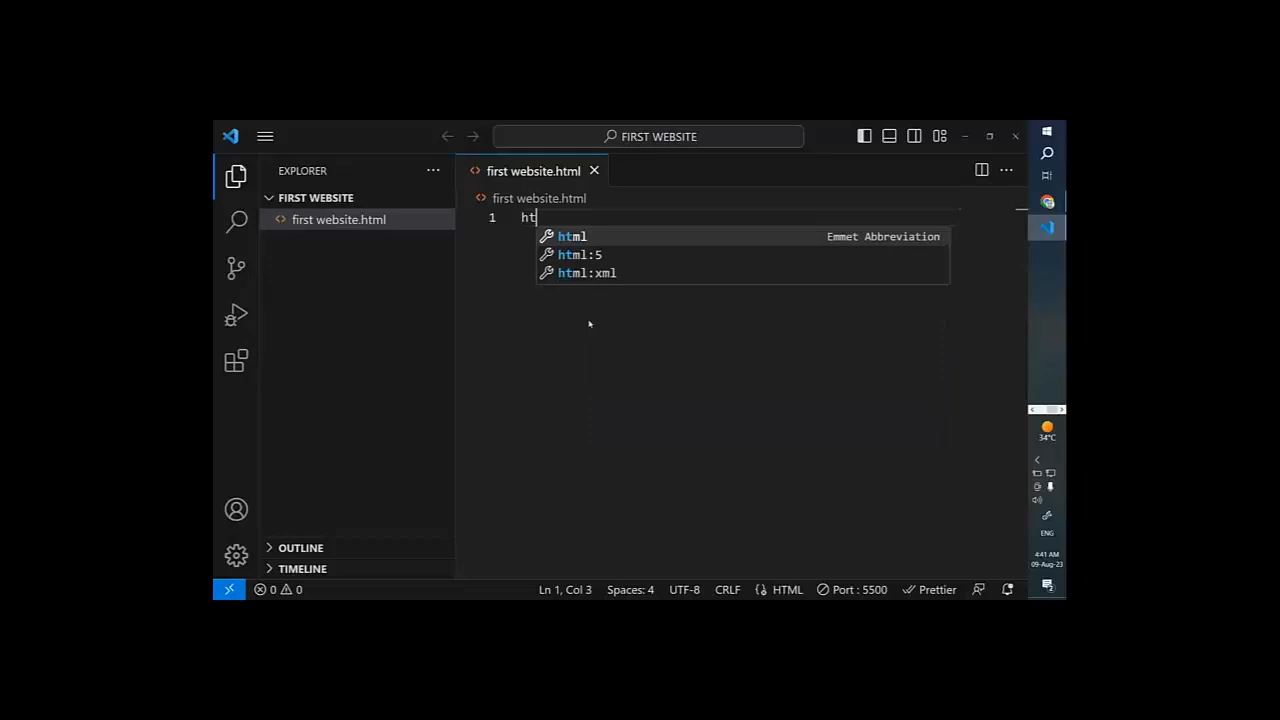 FIRST WEBSITE
EXPLORER
first website.html
FIRST WEBSITE
first website.html
first website.html
1 ht
html Emmet Abbreviation
html:5
html:xml
34°C
ENG
4:41 AM
09-Aug-23
2
OUTLINE
TIMELINE
0 0
Ln 1, Col 3
Spaces: 4
UTF-8
CRLF
{} HTML
Port : 5500
Prettier